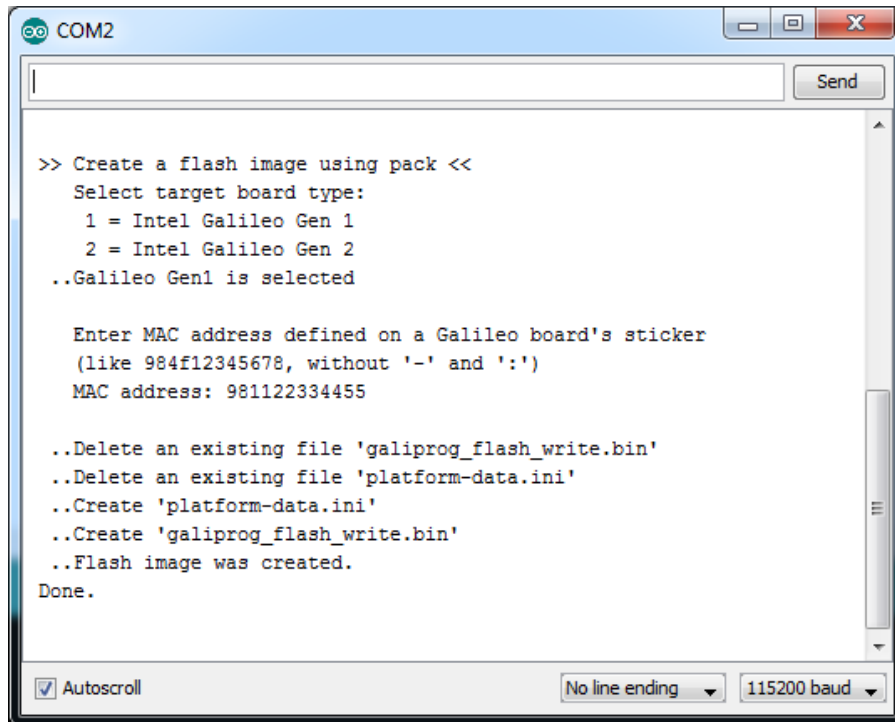 COM2
Send
>> Create a flash image using pack <<
Select target board type:
1 = Intel Galileo Gen 1
2 = Intel Galileo Gen 2
..Galileo Gen1 is selected
Enter MAC address defined on a Galileo board's sticker
(like 984f12345678, without '-' and ':')
MAC address: 981122334455
..Delete an existing file 'galiprog_flash_write.bin'
..Delete an existing file 'platform-data.ini'
..Create 'platform-data.ini'
..Create 'galiprog_flash_write.bin'
..Flash image was created.
Done.
Autoscroll
No line ending
115200 baud